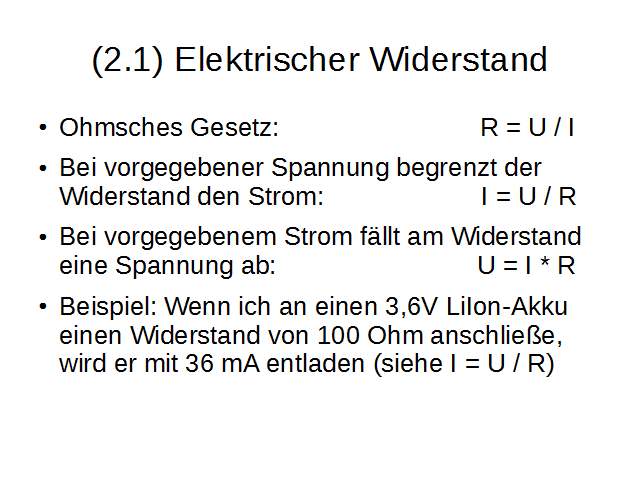 (2.1) Elektrischer Widerstand
• Ohmsches Gesetz: R = U / I
• Bei vorgegebener Spannung begrenzt der
Widerstand den Strom: I = U / R
• Bei vorgegebenem Strom fällt am Widerstand
eine Spannung ab: U = I * R
• Beispiel: Wenn ich an einen 3,6V LiIon-Akku
einen Widerstand von 100 Ohm anschließe,
wird er mit 36 mA entladen (siehe I = U / R)